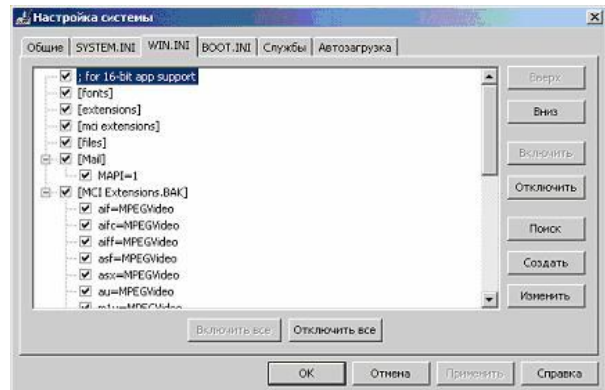 Настройка системы
Общие SYSTEM.INI WIN.INI BOOT.INI Службы Автозагрузка
; for 16-bit app support
[fonts]
[extensions]
[mci extensions]
[files]
[Mail]
MAPI=1
[MCI Extensions.BAK]
aif=MPEGVideo
aifc=MPEGVideo
aiff=MPEGVideo
asf=MPEGVideo
asx=MPEGVideo
au=MPEGVideo
m1u=MPEGVideo
Вверх
Вниз
Включить
Отключить
Поиск
Создать
Изменить
Включить все Отключить все
OK Отмена Применить Справка